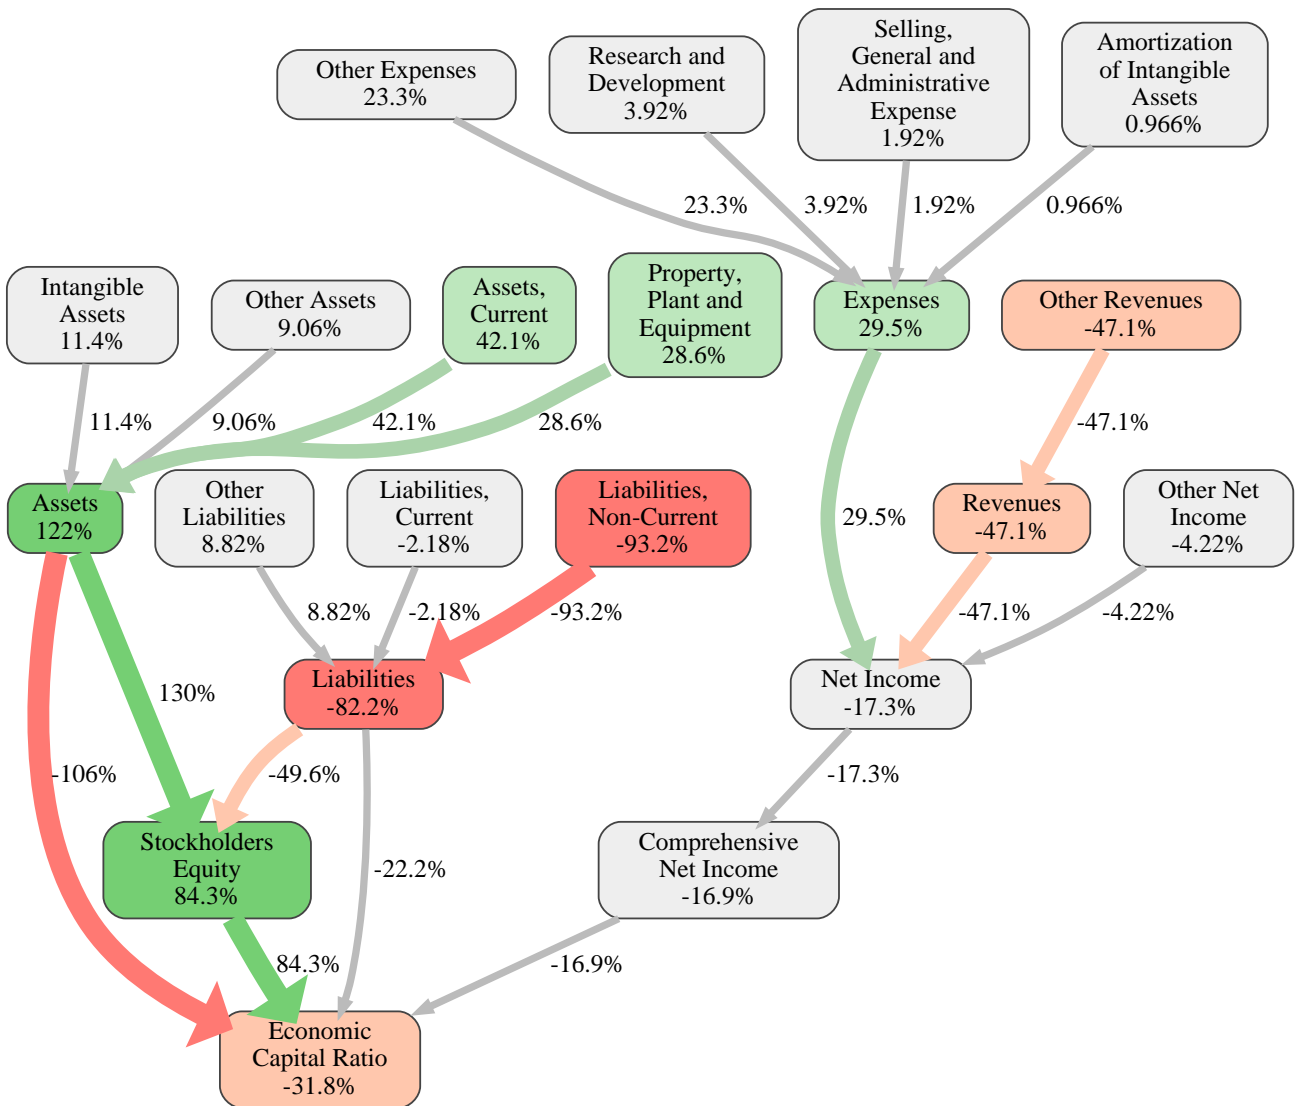 Other Expenses
23.3%
Research and
Development
3.92%
Selling,
General and
Administrative
Expense
1.92%
Amortization
of Intangible
Assets
0.966%
23.3%
3.92%
1.92%
0.966%
Intangible
Assets
11.4%
Other Assets
9.06%
Assets,
Current
42.1%
Property,
Plant and
Equipment
28.6%
Expenses
29.5%
Other Revenues
-47.1%
11.4%
9.06%
42.1%
28.6%
-47.1%
Assets
122%
Other
Liabilities
8.82%
Liabilities,
Current
-2.18%
Liabilities,
Non-Current
-93.2%
29.5%
Revenues
-47.1%
Other Net
Income
-4.22%
8.82%
-2.18%
-93.2%
-47.1%
-4.22%
130%
Liabilities
-82.2%
Net Income
-17.3%
-106%
-49.6%
-17.3%
Stockholders
Equity
84.3%
-22.2%
Comprehensive
Net Income
-16.9%
84.3%
-16.9%
Economic
Capital Ratio
-31.8%